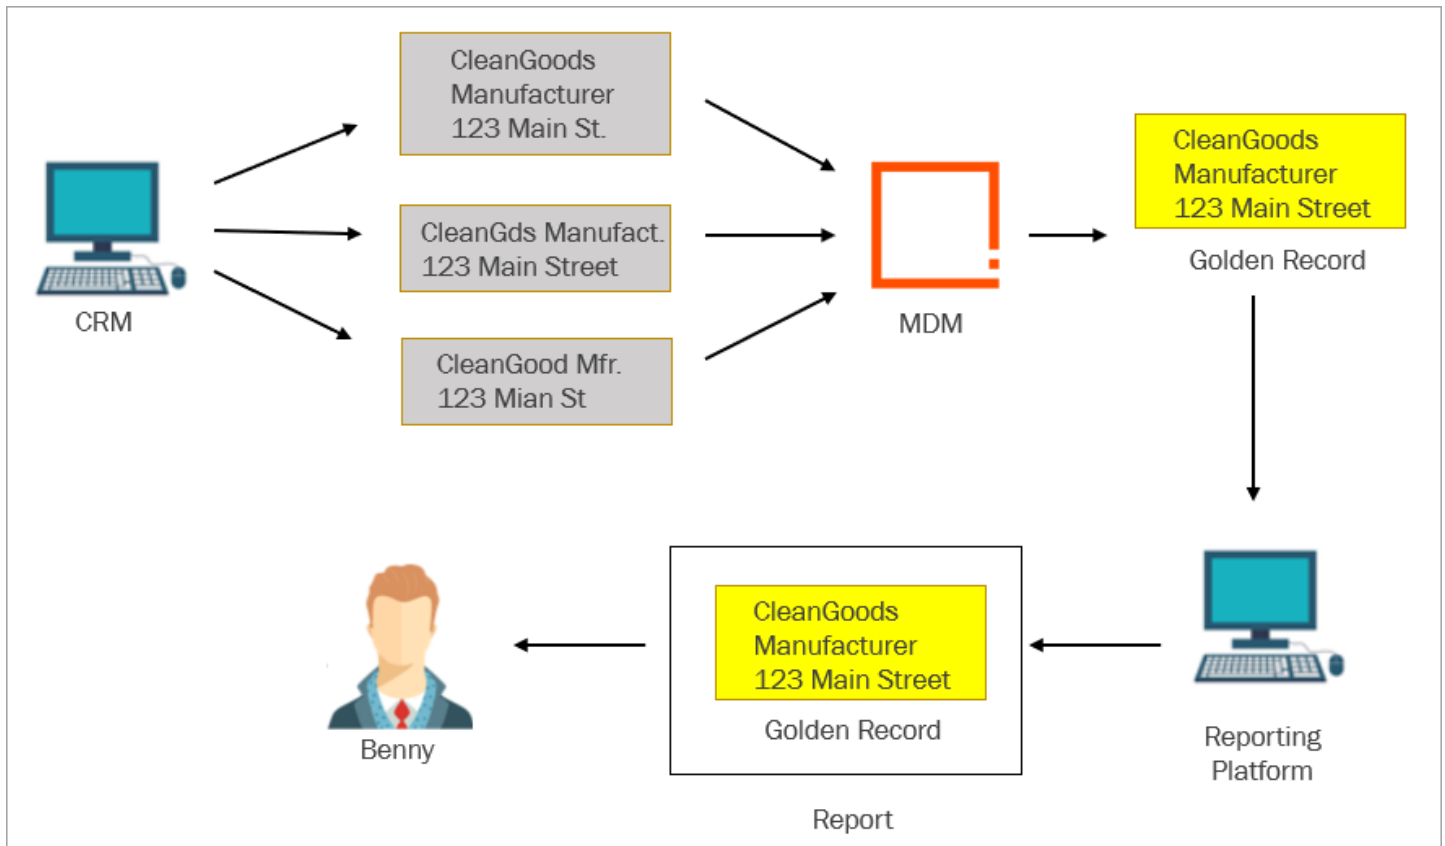 CleanGoods
Manufacturer
123 Main St.
CleanGds Manufact.
123 Main Street
CleanGood Mfr.
123 Mian St
CRM
MDM
CleanGoods
Manufacturer
123 Main Street
Golden Record
Benny
CleanGoods
Manufacturer
123 Main Street
Golden Record
Report
Reporting
Platform